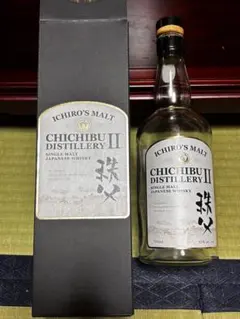 ICHIRO'S MALT
CHICHIBU
DISTILLERY II
SINGLE MALT
JAPANESE WHISKY
秩父
ICHIRO'S MALT
CHICHIBU
DISTILLERY II
SINGLE MALT
JAPANESE WHISKY
秩父